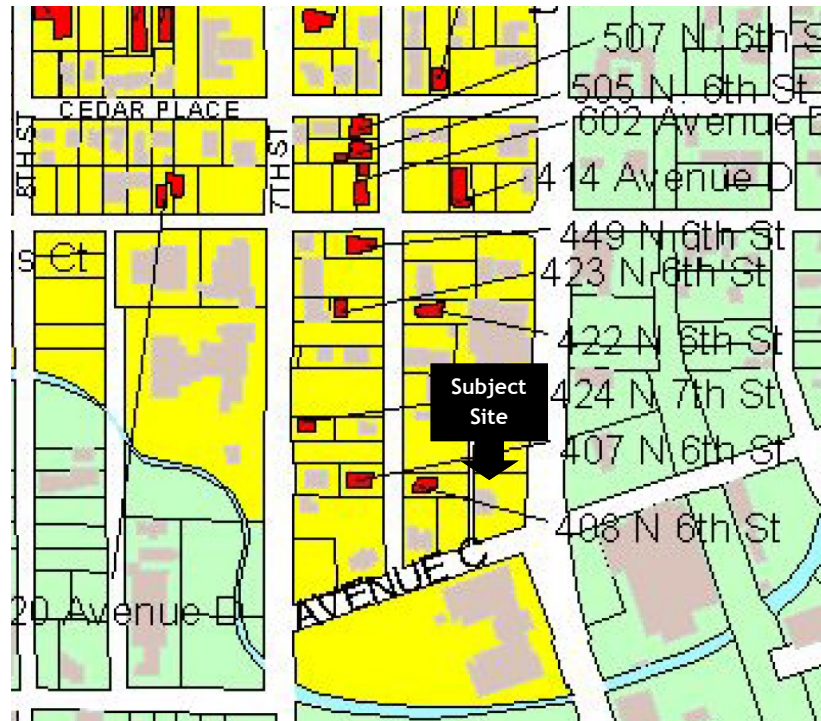 507 N. 6th S
505 N. 6th St
CEDAR PLACE
602 Avenue D
8TH ST
7TH ST
414 Avenue D
449 N 6th St
s Ct
423 N 6th St
422 N 6th St
Subject
Site
424 N 7th St
407 N 6th St
408 N 6th St
AVENUE C
20 Avenue D